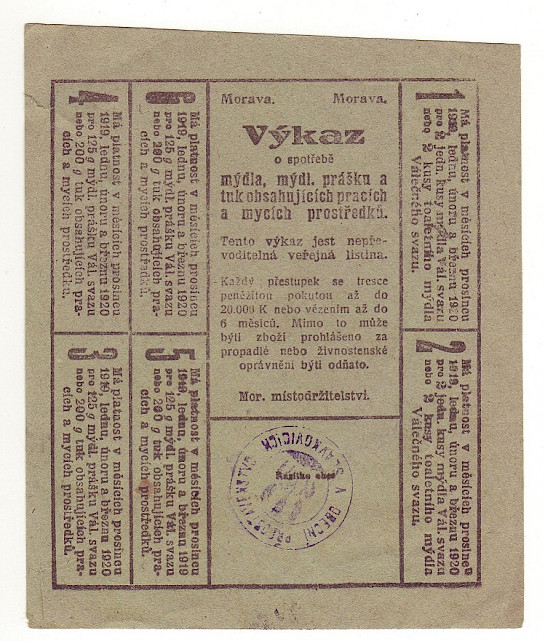 Morava. Morava.
Výkaz
o spotřebě
mýdla, mýdl. prášku a
tuk obsahujících pracích
a mycích prostředků.
Tento výkaz jest nepře-
voditelná veřejná listina.
Každý přestupek se tresce
peněžitou pokutou až do
20.000 K nebo vězením až do
6 měsíců. Mimo to může
býti zboží prohlášeno za
propadlé nebo živnostenské
oprávnění býti odňato.
Mor. místodržitelství.
Razítko obce
1
Má platnost v měsících prosinci
1919, lednu, únoru a březnu 1920
pro ½ jedn. kusy mýdla Vál. svazu
nebo ½ kusy toaletního mýdla
Válečného svazu.
2
Má platnost v měsících prosinci
1919, lednu, únoru a březnu 1920
pro ½ jedn. kusy mýdla Vál. svazu
nebo ½ kusy toaletního mýdla
Válečného svazu.
6
Má platnost v měsících prosinci
1919, lednu, únoru a březnu 1920
pro 125 g mýdl. prášku Vál. svazu
nebo 200 g tuk obsahujících pra-
cích a mycích prostředků.
5
Má platnost v měsících prosinci
1918, lednu, únoru a březnu 1919
pro 125 g mýdl. prášku Vál. svazu
nebo 200 g tuk obsahujících pra-
cích a mycích prostředků.
4
Má platnost v měsících prosinci
1919, lednu, únoru a březnu 1920
pro 125 g mýdl. prášku Vál. svazu
nebo 200 g tuk obsahujících pra-
cích a mycích prostředků.
3
Má platnost v měsících prosinci
1919, lednu, únoru a březnu 1920
pro 125 g mýdl. prášku Vál. svazu
nebo 200 g tuk obsahujících pra-
cích a mycích prostředků.